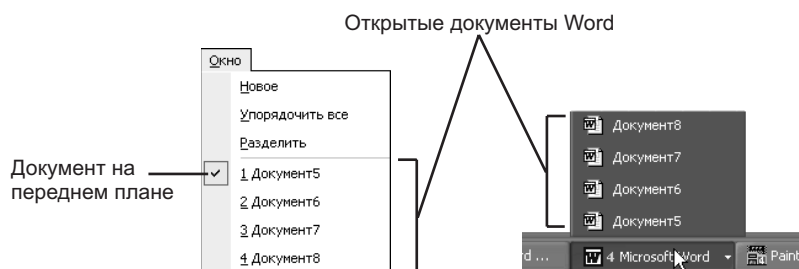 Открытые документы Word
Окно
Новое
Упорядочить все
Разделить
Документ на
переднем плане
1 Документ5
2 Документ6
3 Документ7
4 Документ8
Документ8
Документ7
Документ6
Документ5
rd ...
4 Microsoft Word
Paint